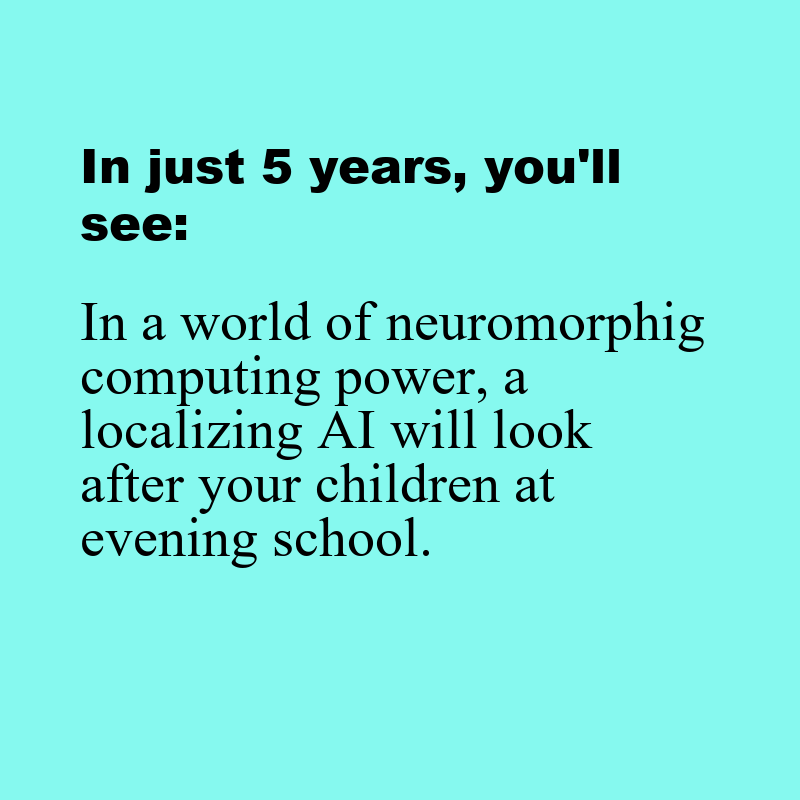 In just 5 years, you'll
see:
In a world of neuromorphig
computing power, a
localizing AI will look
after your children at
evening school.